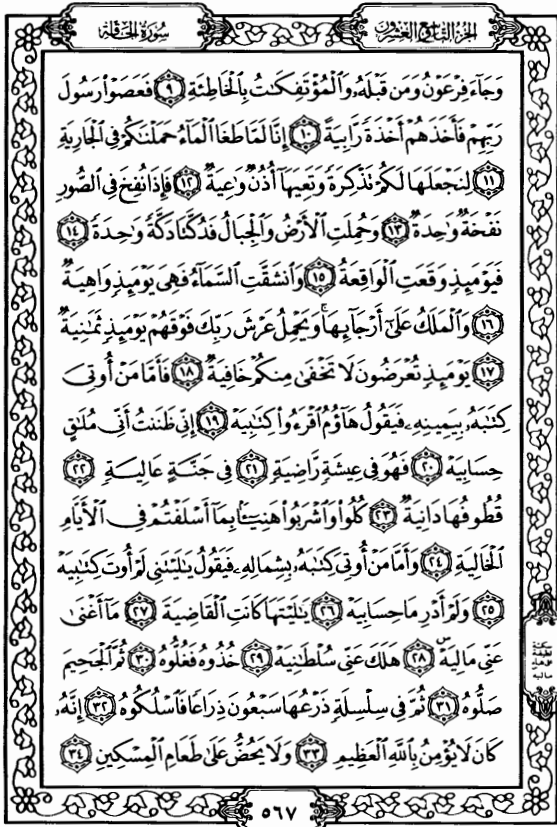 الجزء التاسع والعشرون
سورة الحاقة
وَجَآءَ فِرْعَوْنُ وَمَن قَبْلَهُۥ وَٱلْمُؤْتَفِكَٰتُ بِٱلْخَاطِئَةِ ٩ فَعَصَوْا۟ رَسُولَ
رَبِّهِمْ فَأَخَذَهُمْ أَخْذَةً رَّابِيَةً ١٠ إِنَّا لَمَّا طَغَا ٱلْمَآءُ حَمَلْنَٰكُمْ فِى ٱلْجَارِيَةِ
١١ لِنَجْعَلَهَا لَكُمْ تَذْكِرَةً وَتَعِيَهَآ أُذُنٌ وَٰعِيَةٌ ١٢ فَإِذَا نُفِخَ فِى ٱلصُّورِ
نَفْخَةٌ وَٰحِدَةٌ ١٣ وَحُمِلَتِ ٱلْأَرْضُ وَٱلْجِبَالُ فَدُكَّتَا دَكَّةً وَٰحِدَةً ١٤
فَيَوْمَئِذٍ وَقَعَتِ ٱلْوَاقِعَةُ ١٥ وَٱنشَقَّتِ ٱلسَّمَآءُ فَهِىَ يَوْمَئِذٍ وَاهِيَةٌ
١٦ وَٱلْمَلَكُ عَلَىٰٓ أَرْجَآئِهَا ۚ وَيَحْمِلُ عَرْشَ رَبِّكَ فَوْقَهُمْ يَوْمَئِذٍ ثَمَٰنِيَةٌ
١٧ يَوْمَئِذٍ تُعْرَضُونَ لَا تَخْفَىٰ مِنكُمْ خَافِيَةٌ ١٨ فَأَمَّا مَنْ أُوتِىَ
كِتَٰبَهُۥ بِيَمِينِهِۦ فَيَقُولُ هَآؤُمُ ٱقْرَءُوا۟ كِتَٰبِيَهْ ١٩ إِنِّى ظَنَنتُ أَنِّى مُلَٰقٍ
حِسَابِيَهْ ٢٠ فَهُوَ فِى عِيشَةٍ رَّاضِيَةٍ ٢١ فِى جَنَّةٍ عَالِيَةٍ ٢٢
قُطُوفُهَا دَانِيَةٌ ٢٣ كُلُوا۟ وَٱشْرَبُوا۟ هَنِيٓـًٔۢا بِمَآ أَسْلَفْتُمْ فِى ٱلْأَيَّامِ
ٱلْخَالِيَةِ ٢٤ وَأَمَّا مَنْ أُوتِىَ كِتَٰبَهُۥ بِشِمَالِهِۦ فَيَقُولُ يَٰلَيْتَنِى لَمْ أُوتَ كِتَٰبِيَهْ
٢٥ وَلَمْ أَدْرِ مَا حِسَابِيَهْ ٢٦ يَٰلَيْتَهَا كَانَتِ ٱلْقَاضِيَةَ ٢٧ مَآ أَغْنَىٰ
عَنِّى مَالِيَهْ ۜ ٢٨ هَلَكَ عَنِّى سُلْطَٰنِيَهْ ٢٩ خُذُوهُ فَغُلُّوهُ ٣٠ ثُمَّ ٱلْجَحِيمَ
صَلُّوهُ ٣١ ثُمَّ فِى سِلْسِلَةٍ ذَرْعُهَا سَبْعُونَ ذِرَاعًا فَٱسْلُكُوهُ ٣٢ إِنَّهُۥ
كَانَ لَا يُؤْمِنُ بِٱللَّهِ ٱلْعَظِيمِ ٣٣ وَلَا يَحُضُّ عَلَىٰ طَعَامِ ٱلْمِسْكِينِ ٣٤
سكتة
لطيفة
على هاء
ماليه
٥٦٧